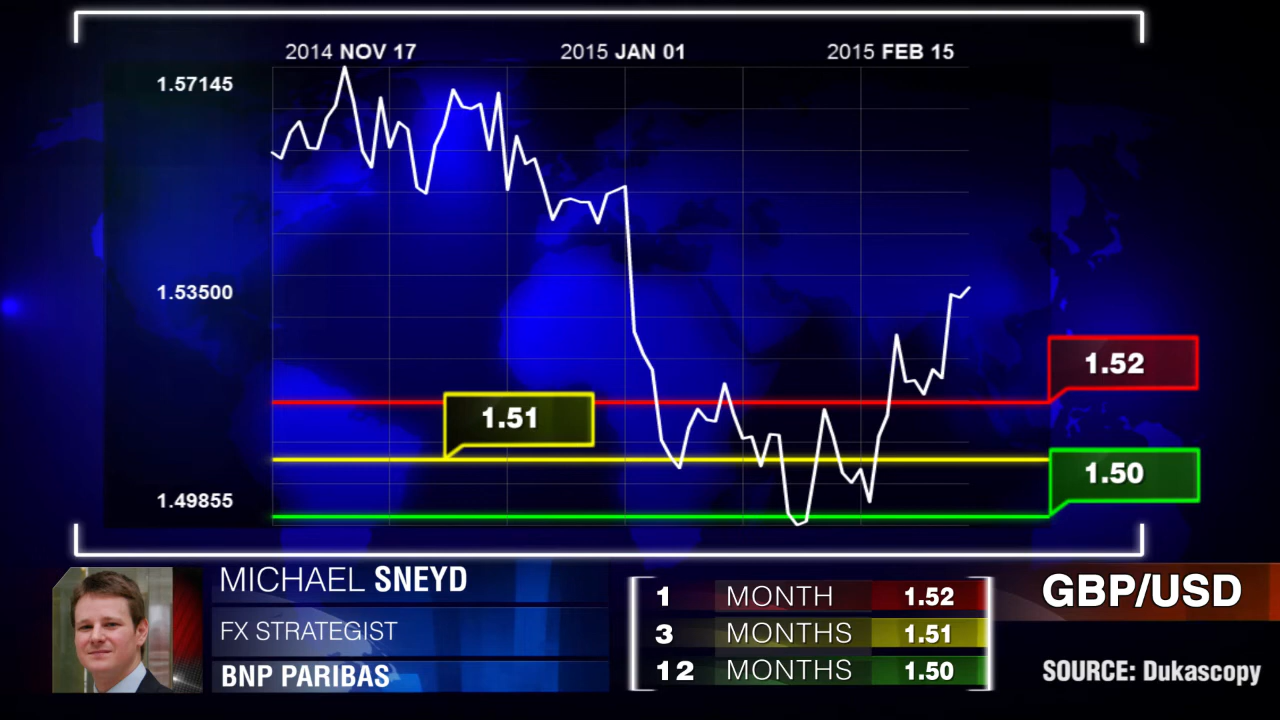 2014 NOV 17
2015 JAN 01
2015 FEB 15
1.57145
1.53500
1.49855
1.52
1.51
1.50
MICHAEL SNEYD
FX STRATEGIST
BNP PARIBAS
1 MONTH 1.52
3 MONTHS 1.51
12 MONTHS 1.50
GBP/USD
SOURCE: Dukascopy